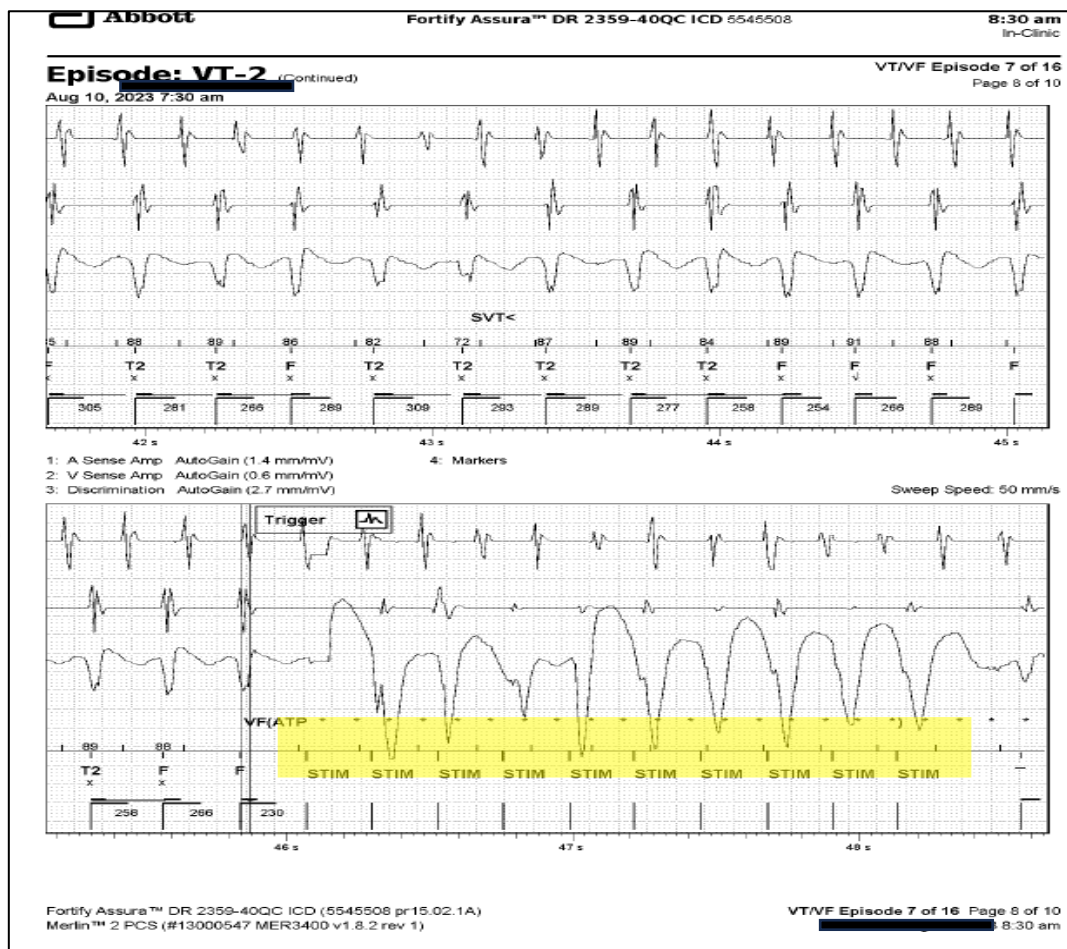 Abbott
Fortify Assura™ DR 2359-40QC ICD 5545508
8:30 am
In-Clinic
Episode: VT-2 (Continued)
VT/VF Episode 7 of 16
Page 8 of 10
Aug 10, 2023 7:30 am
SVT<
88 89 86 82 72 87 89 84 89 91 88
F T2 T2 F T2 T2 T2 T2 T2 F F F F
x x x x x x x x x √ x
305 281 266 289 309 293 289 277 258 254 266 289
42 s 43 s 44 s 45 s
1: A Sense Amp AutoGain (1.4 mm/mV) 4: Markers
2: V Sense Amp AutoGain (0.6 mm/mV)
3: Discrimination AutoGain (2.7 mm/mV) Sweep Speed: 50 mm/s
Trigger
VF(ATP * * * * * * * * * * * * * * * * * ) * * * *
89 88
T2 F F STIM STIM STIM STIM STIM STIM STIM STIM STIM STIM –
x x
258 266 230
46 s 47 s 48 s
Fortify Assura™ DR 2359-40QC ICD (5545508 pr15.02.1A)
VT/VF Episode 7 of 16 Page 8 of 10
Merlin™ 2 PCS (#13000547 MER3400 v1.8.2 rev 1)
8:30 am